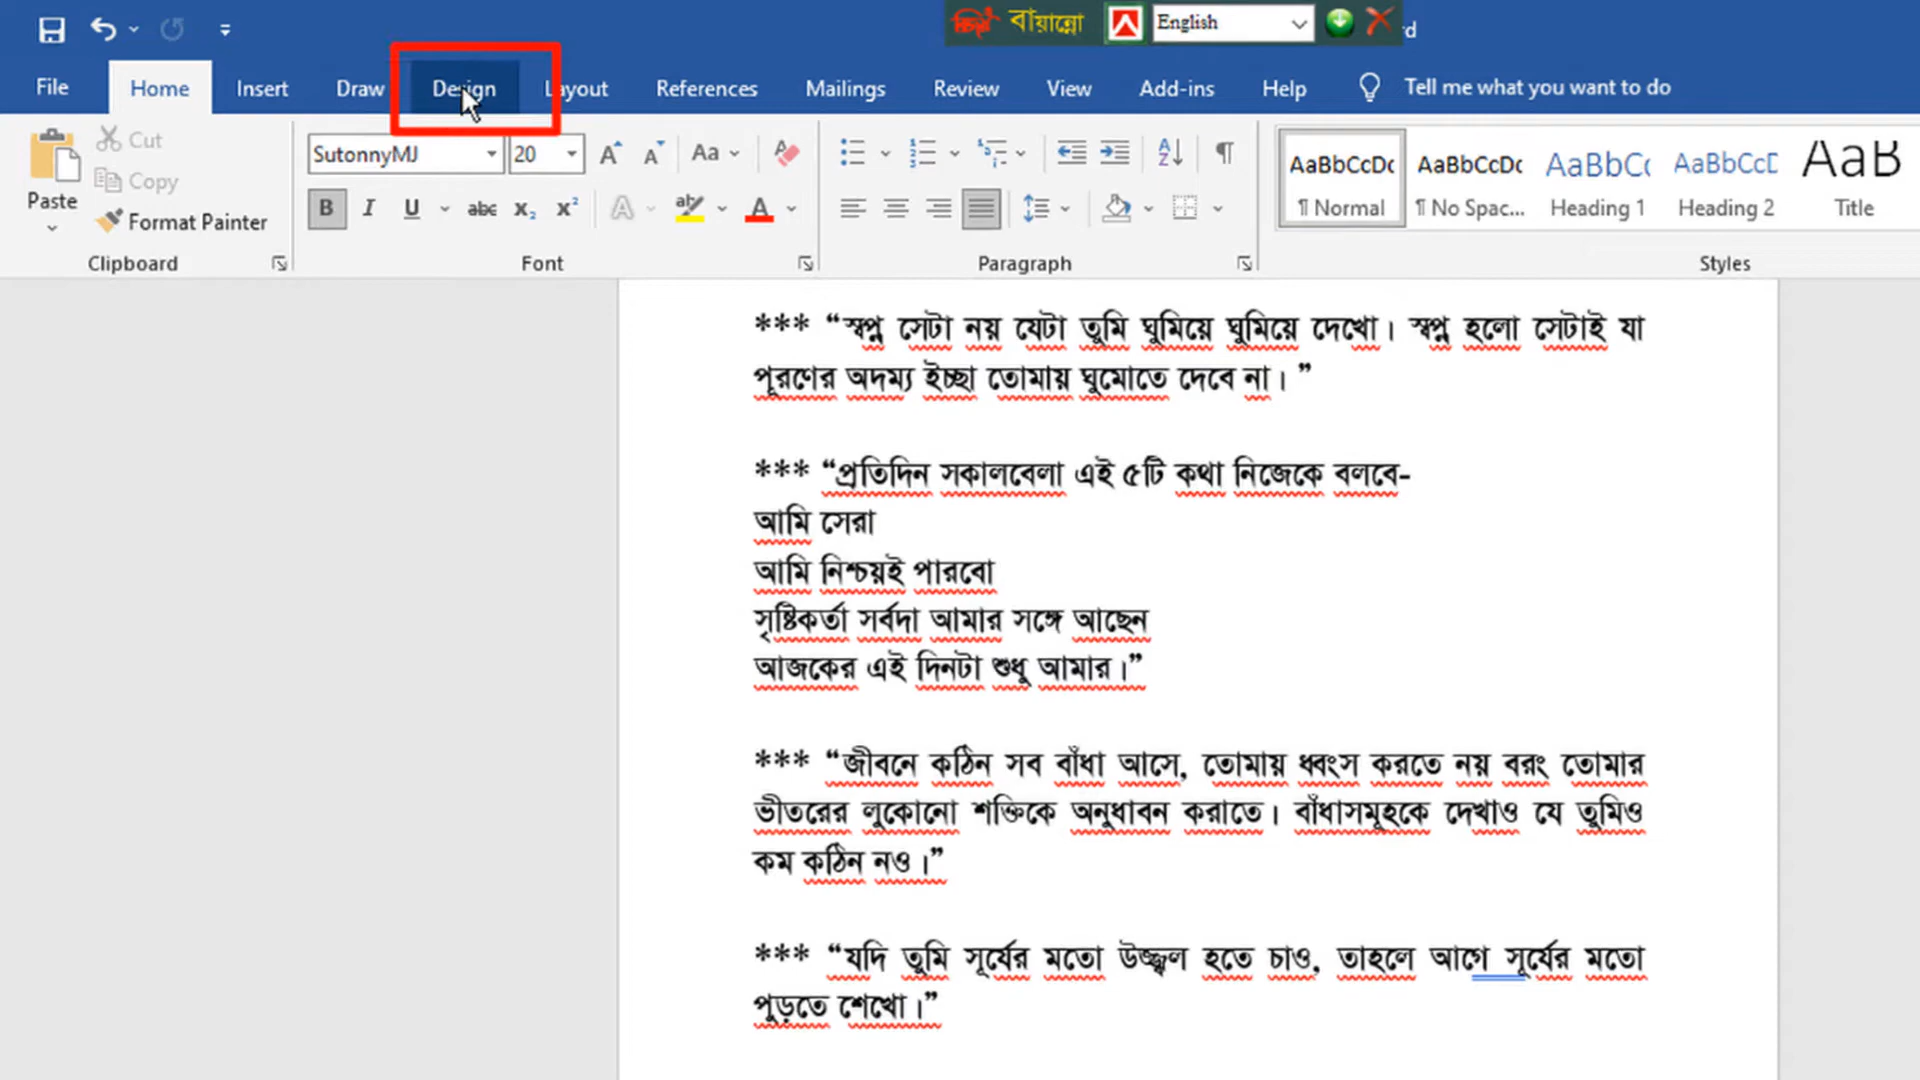 বায়ান্নো English rd
File Home Insert Draw Design Layout References Mailings Review View Add-ins Help Tell me what you want to do
Paste Cut Copy Format Painter
SutonnyMJ 20 Aa
B I U abc x₂ x² A A
AaBbCcDc AaBbCcDc AaBbCc AaBbCcD AaB
¶ Normal ¶ No Spac... Heading 1 Heading 2 Title
Clipboard Font Paragraph Styles
*** “স্বপ্ন সেটা নয় যেটা তুমি ঘুমিয়ে ঘুমিয়ে দেখো। স্বপ্ন হলো সেটাই যা
পূরণের অদম্য ইচ্ছা তোমায় ঘুমোতে দেবে না। ”
*** “প্রতিদিন সকালবেলা এই ৫টি কথা নিজেকে বলবে-
আমি সেরা
আমি নিশ্চয়ই পারবো
সৃষ্টিকর্তা সর্বদা আমার সঙ্গে আছেন
আজকের এই দিনটা শুধু আমার।”
*** “জীবনে কঠিন সব বাঁধা আসে, তোমায় ধ্বংস করতে নয় বরং তোমার
ভীতরের লুকোনো শক্তিকে অনুধাবন করাতে। বাঁধাসমূহকে দেখাও যে তুমিও
কম কঠিন নও।”
*** “যদি তুমি সূর্যের মতো উজ্জ্বল হতে চাও, তাহলে আগে সূর্যের মতো
পুড়তে শেখো।”